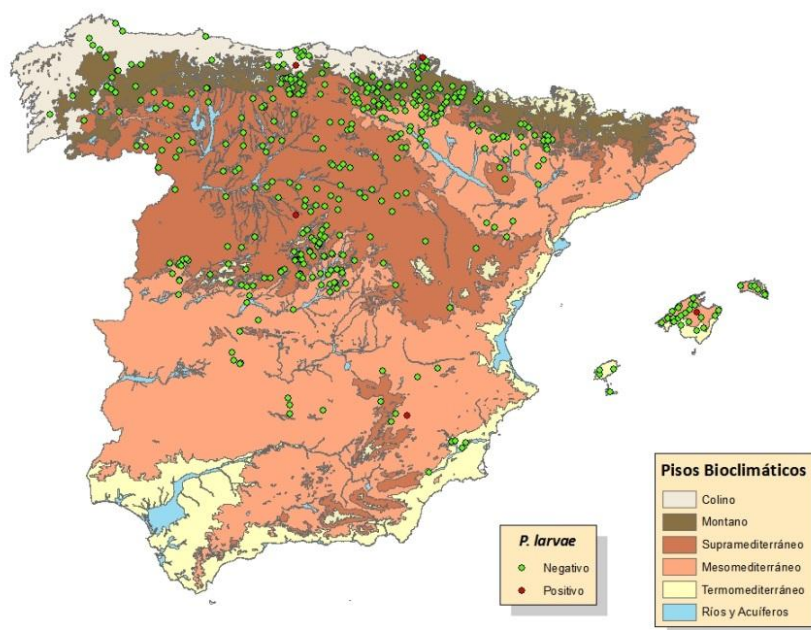 P. larvae
Negativo
Positivo
Pisos Bioclimáticos
Colino
Montano
Supramediterráneo
Mesomediterráneo
Termomediterráneo
Ríos y Acuíferos